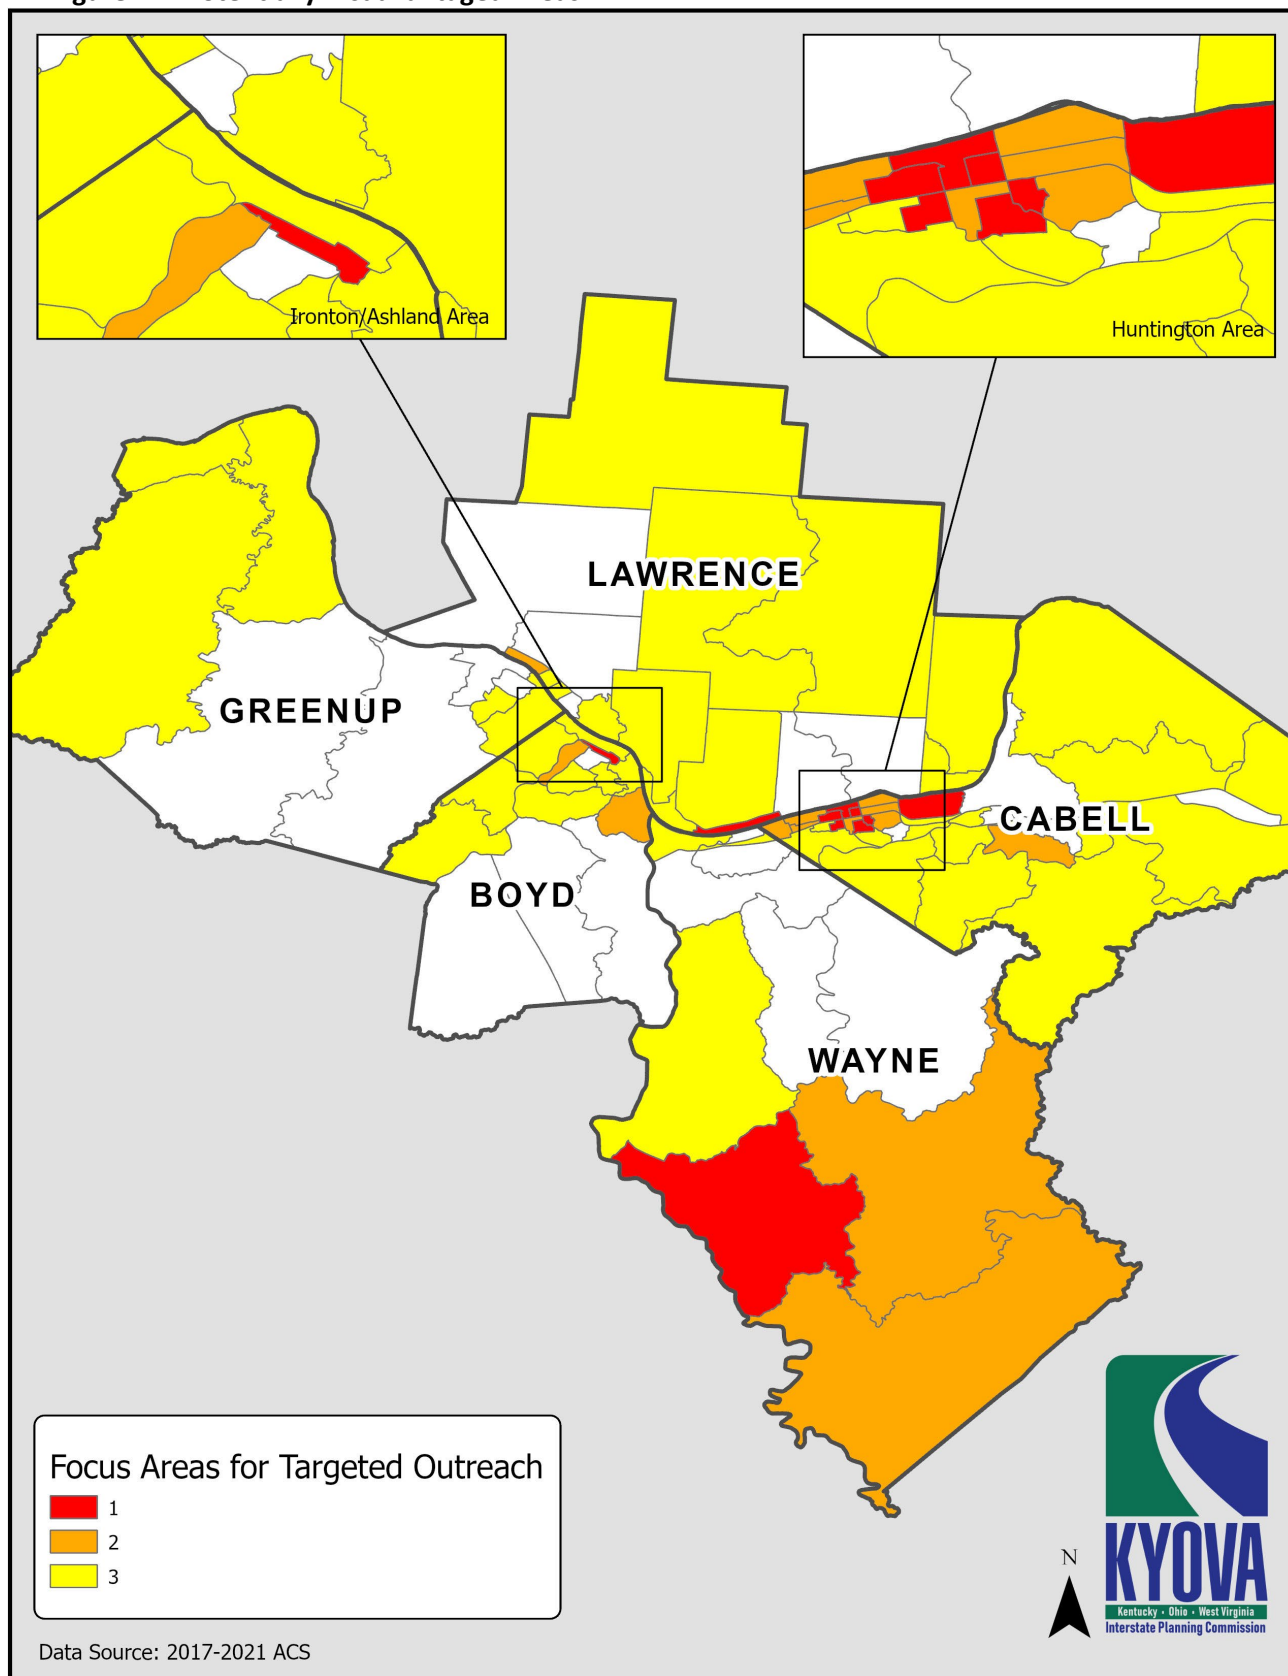 Ironton/Ashland Area
Huntington Area
LAWRENCE
GREENUP
CABELL
BOYD
WAYNE
Focus Areas for Targeted Outreach
1
2
3
N
KYOVA
Kentucky • Ohio • West Virginia
Interstate Planning Commission
Data Source: 2017-2021 ACS